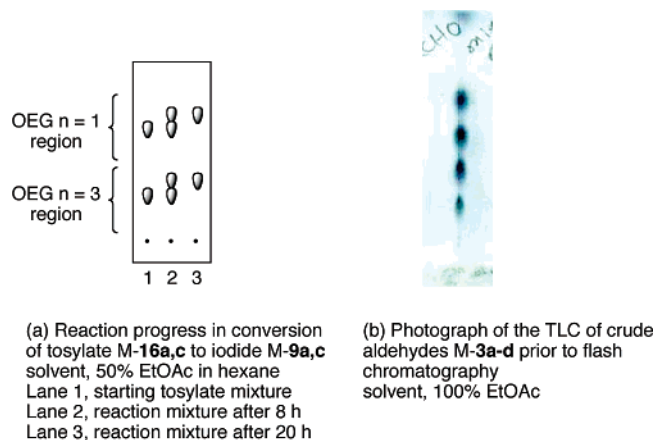 OEG n = 1
region
OEG n = 3
region
1 2 3
CHO
(a) Reaction progress in conversion
of tosylate M-16a,c to iodide M-9a,c
solvent, 50% EtOAc in hexane
Lane 1, starting tosylate mixture
Lane 2, reaction mixture after 8 h
Lane 3, reaction mixture after 20 h
(b) Photograph of the TLC of crude
aldehydes M-3a-d prior to flash
chromatography
solvent, 100% EtOAc